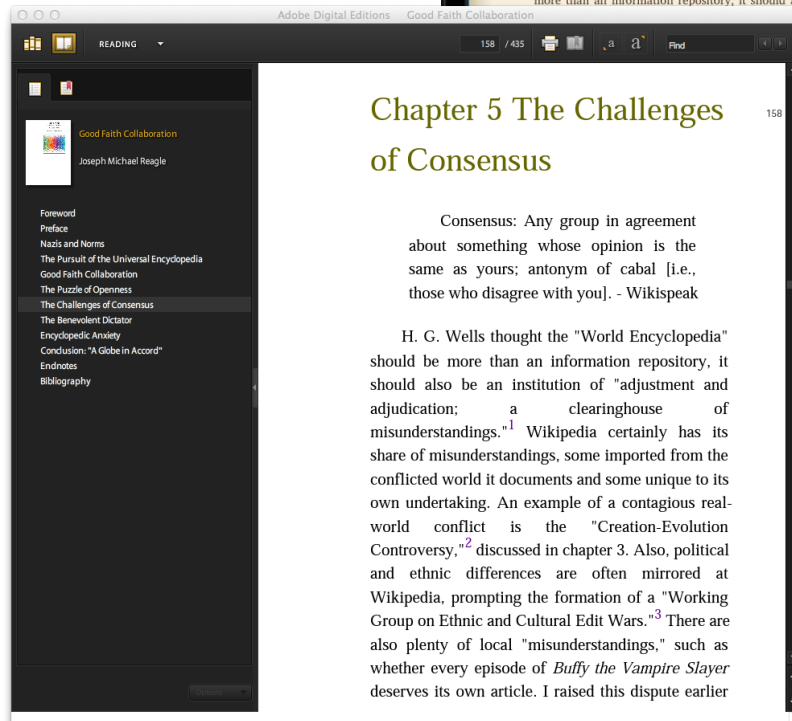 more than an information repository, it should a
Adobe Digital Editions Good Faith Collaboration
READING
158 / 435
a
a
Find
Good Faith Collaboration
Joseph Michael Reagle
Foreword
Preface
Nazis and Norms
The Pursuit of the Universal Encyclopedia
Good Faith Collaboration
The Puzzle of Openness
The Challenges of Consensus
The Benevolent Dictator
Encyclopedic Anxiety
Conclusion: "A Globe in Accord"
Endnotes
Bibliography
Options
Chapter 5 The Challenges
158
of Consensus
Consensus: Any group in agreement
about something whose opinion is the
same as yours; antonym of cabal [i.e.,
those who disagree with you]. - Wikispeak
H. G. Wells thought the "World Encyclopedia"
should be more than an information repository, it
should also be an institution of "adjustment and
adjudication; a clearinghouse of
misunderstandings."1 Wikipedia certainly has its
share of misunderstandings, some imported from the
conflicted world it documents and some unique to its
own undertaking. An example of a contagious real-
world conflict is the "Creation-Evolution
Controversy,"2 discussed in chapter 3. Also, political
and ethnic differences are often mirrored at
Wikipedia, prompting the formation of a "Working
Group on Ethnic and Cultural Edit Wars."3 There are
also plenty of local "misunderstandings," such as
whether every episode of Buffy the Vampire Slayer
deserves its own article. I raised this dispute earlier